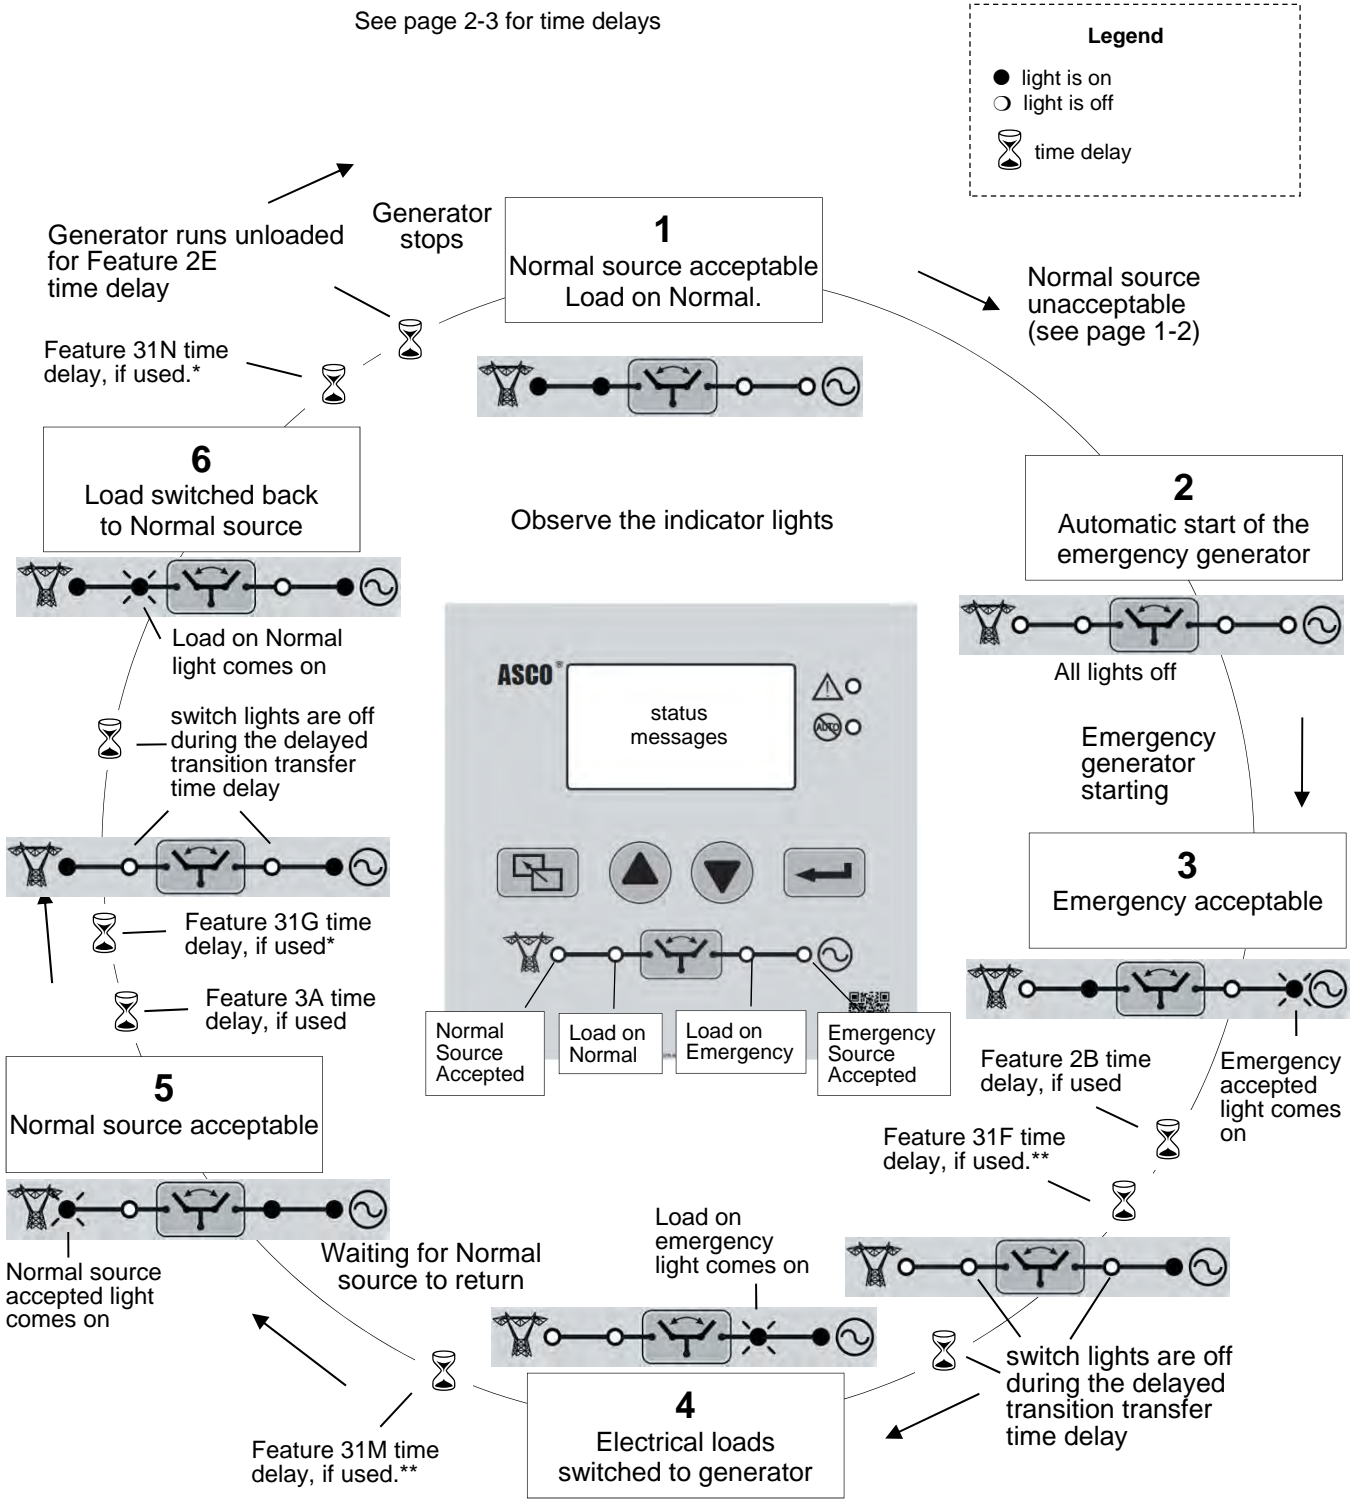 See page 2-3 for time delays
Legend
light is on
light is off
time delay
Generator
stops
Generator runs unloaded
for Feature 2E
time delay
1
Normal source acceptable
Load on Normal.
Normal source
unacceptable
(see page 1-2)
Feature 31N time
delay, if used.*
6
Load switched back
to Normal source
Observe the indicator lights
2
Automatic start of the
emergency generator
Load on Normal
light comes on
All lights off
ASCO®
status
messages
AUTO
switch lights are off
during the delayed
transition transfer
time delay
Emergency
generator
starting
3
Emergency acceptable
Feature 31G time
delay, if used*
Feature 3A time
delay, if used
Normal
Source
Accepted
Load on
Normal
Load on
Emergency
Emergency
Source
Accepted
5
Normal source acceptable
Feature 2B time
delay, if used
Emergency
accepted
light comes
on
Feature 31F time
delay, if used.**
Normal source
accepted light
comes on
Waiting for Normal
source to return
Load on
emergency
light comes on
switch lights are off
during the delayed
transition transfer
time delay
4
Electrical loads
switched to generator
Feature 31M time
delay, if used.**